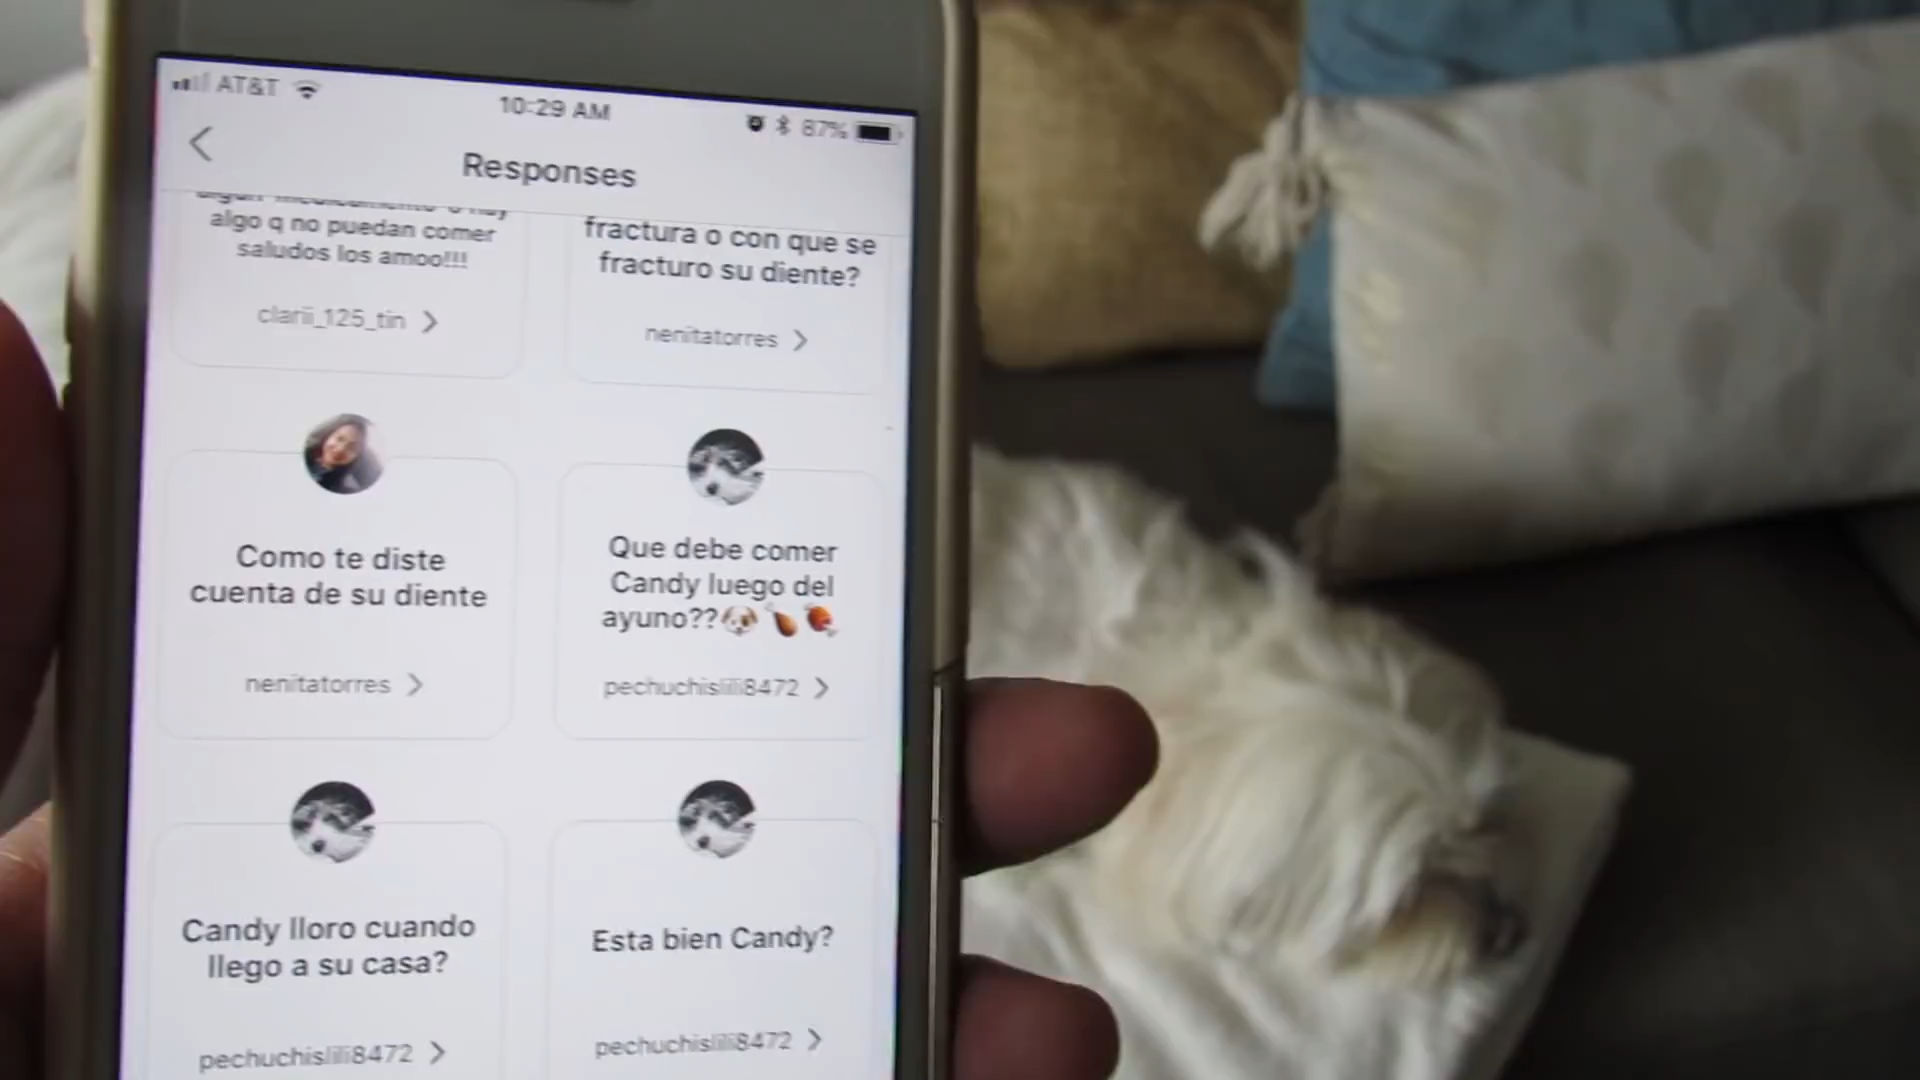 AT&T
10:29 AM
87%
Responses
algo q no puedan comer
saludos los amoo!!!
clarii_125_tin
fractura o con que se
fracturo su diente?
nenitatorres
Como te diste
cuenta de su diente
nenitatorres
Que debe comer
Candy luego del
ayuno??🐶🍗🍖
pechuchislili8472
Candy lloro cuando
llego a su casa?
pechuchislili8472
Esta bien Candy?
pechuchislili8472